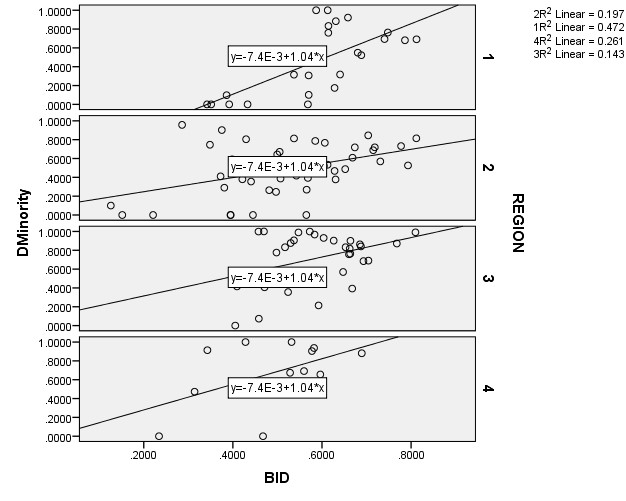 2R² Linear = 0.197
1R² Linear = 0.472
4R² Linear = 0.261
3R² Linear = 0.143
1.0000
.8000
.6000
.4000
.2000
.0000
y=-7.4E-3+1.04*x
1
1.0000
.8000
.6000
.4000
.2000
.0000
y=-7.4E-3+1.04*x
2
DMinority
REGION
1.0000
.8000
.6000
.4000
.2000
.0000
y=-7.4E-3+1.04*x
3
1.0000
.8000
.6000
.4000
.2000
.0000
y=-7.4E-3+1.04*x
4
.2000 .4000 .6000 .8000
BID